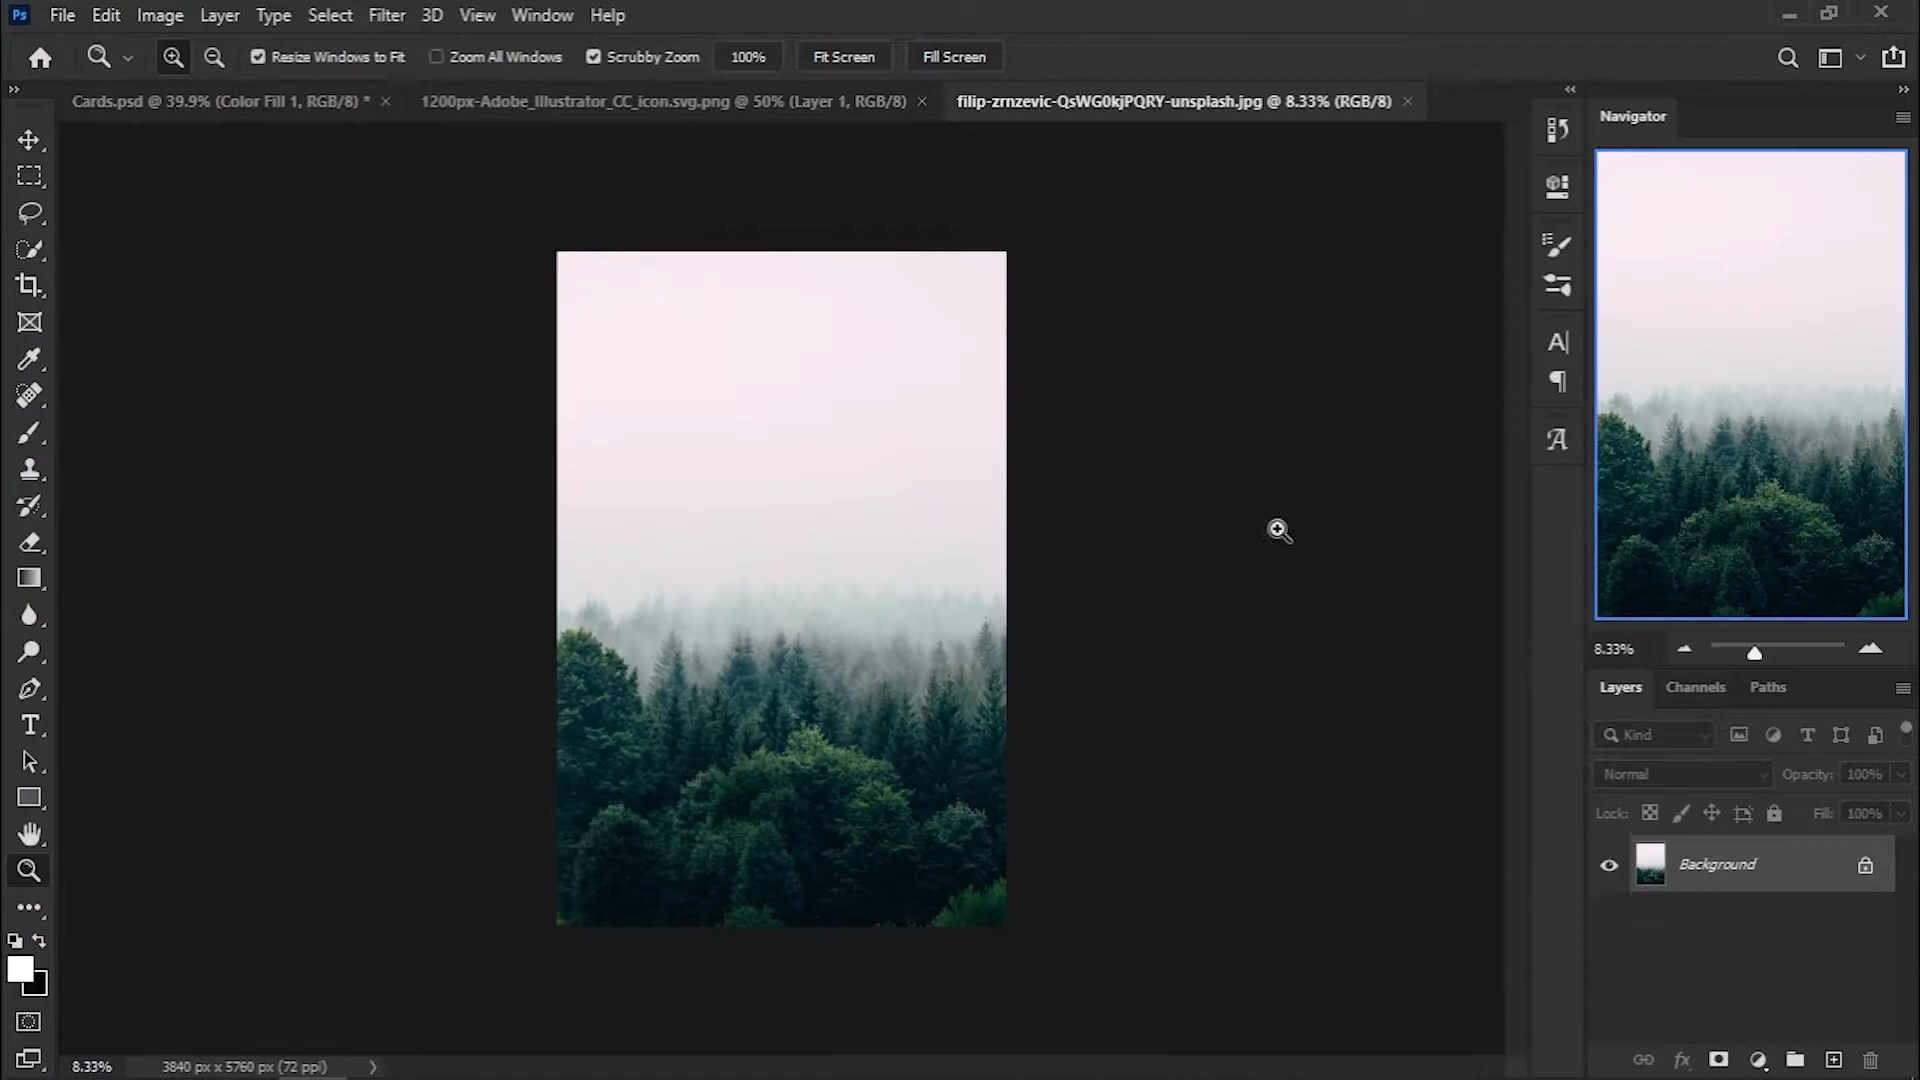 Ps File Edit Image Layer Type Select Filter 3D View Window Help
Resize Windows to Fit Zoom All Windows Scrubby Zoom 100% Fit Screen Fill Screen
Cards.psd @ 39.9% (Color Fill 1, RGB/8) * 1200px-Adobe_Illustrator_CC_icon.svg.png @ 50% (Layer 1, RGB/8) filip-zrnzevic-QsWG0kjPQRY-unsplash.jpg @ 8.33% (RGB/8)
Navigator
8.33%
Layers Channels Paths
Kind
Normal Opacity: 100%
Lock: Fill: 100%
Background
8.33% 3840 px x 5760 px (72 ppi)